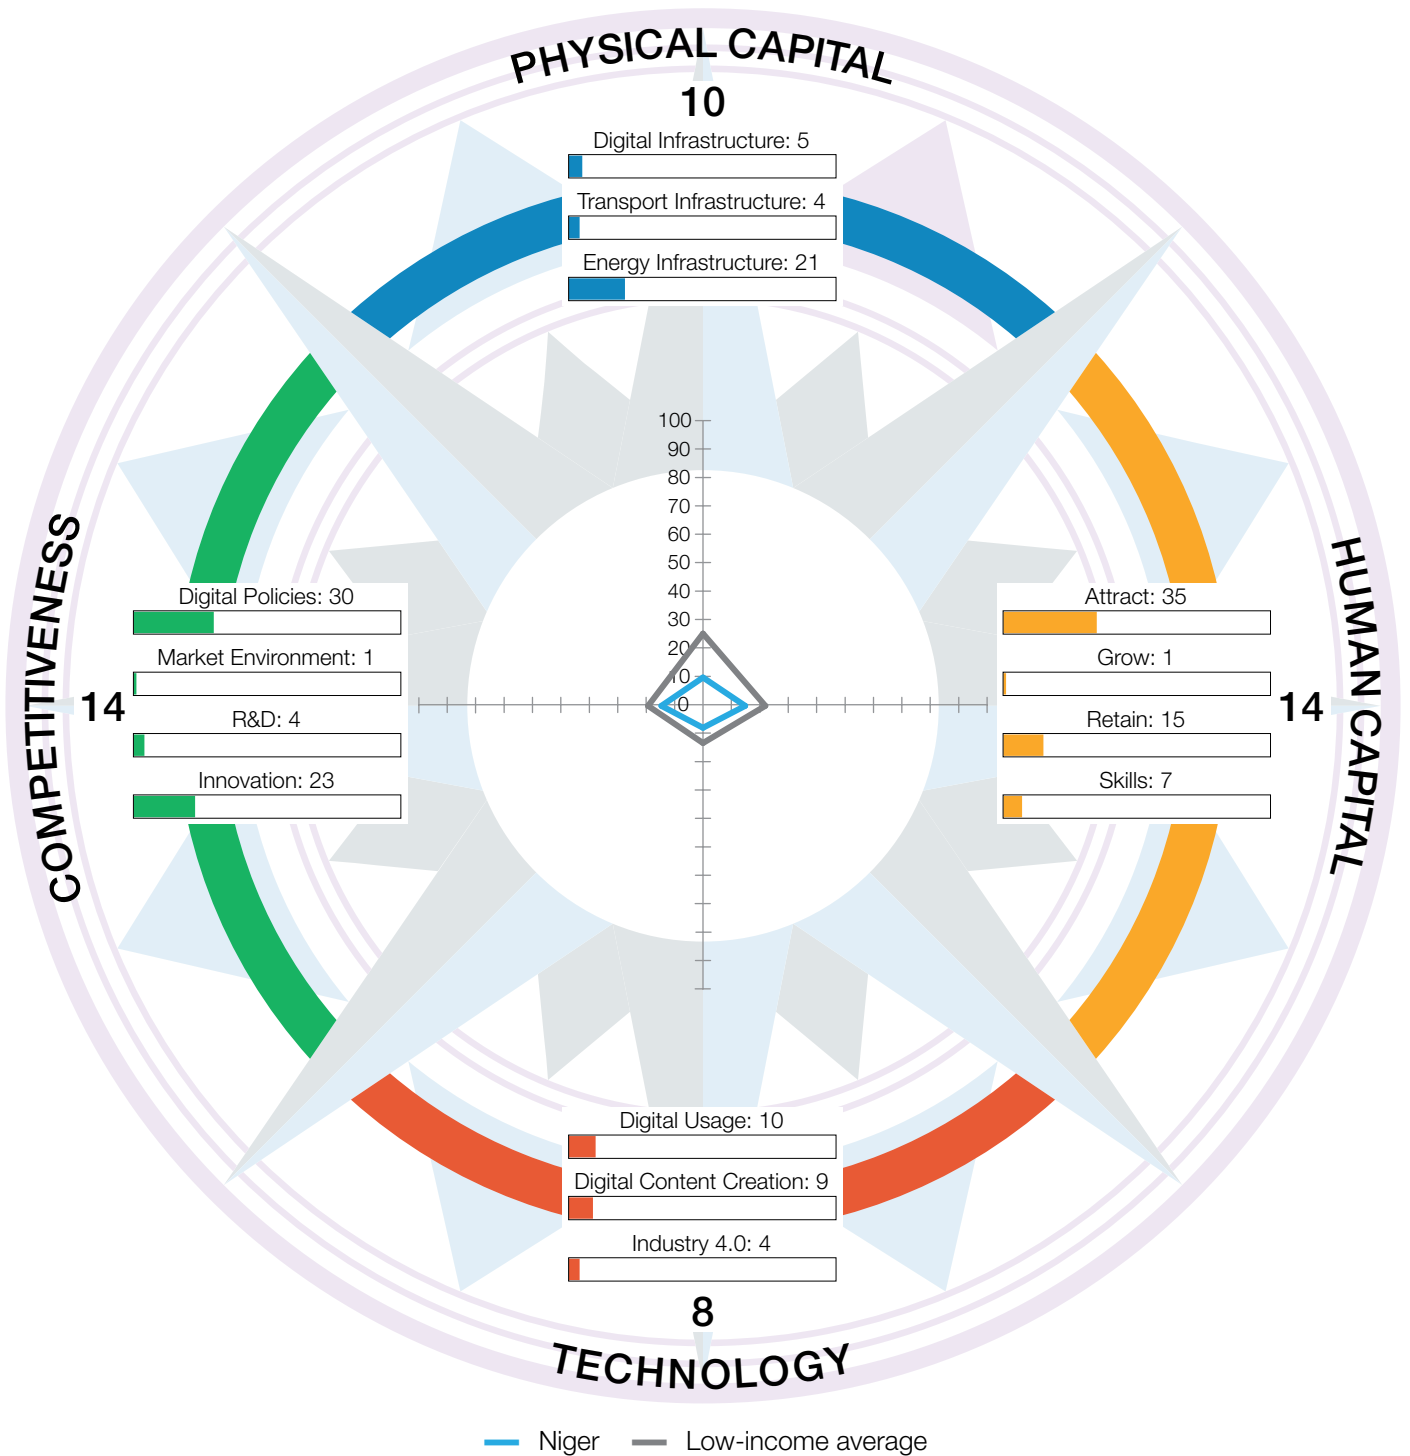 PHYSICAL CAPITAL
10
Digital Infrastructure: 5
Transport Infrastructure: 4
Energy Infrastructure: 21
100
90
80
70
60
50
40
30
20
10
0
COMPETITIVENESS
14
Digital Policies: 30
Market Environment: 1
R&D: 4
Innovation: 23
HUMAN CAPITAL
14
Attract: 35
Grow: 1
Retain: 15
Skills: 7
Digital Usage: 10
Digital Content Creation: 9
Industry 4.0: 4
8
TECHNOLOGY
Niger
Low-income average